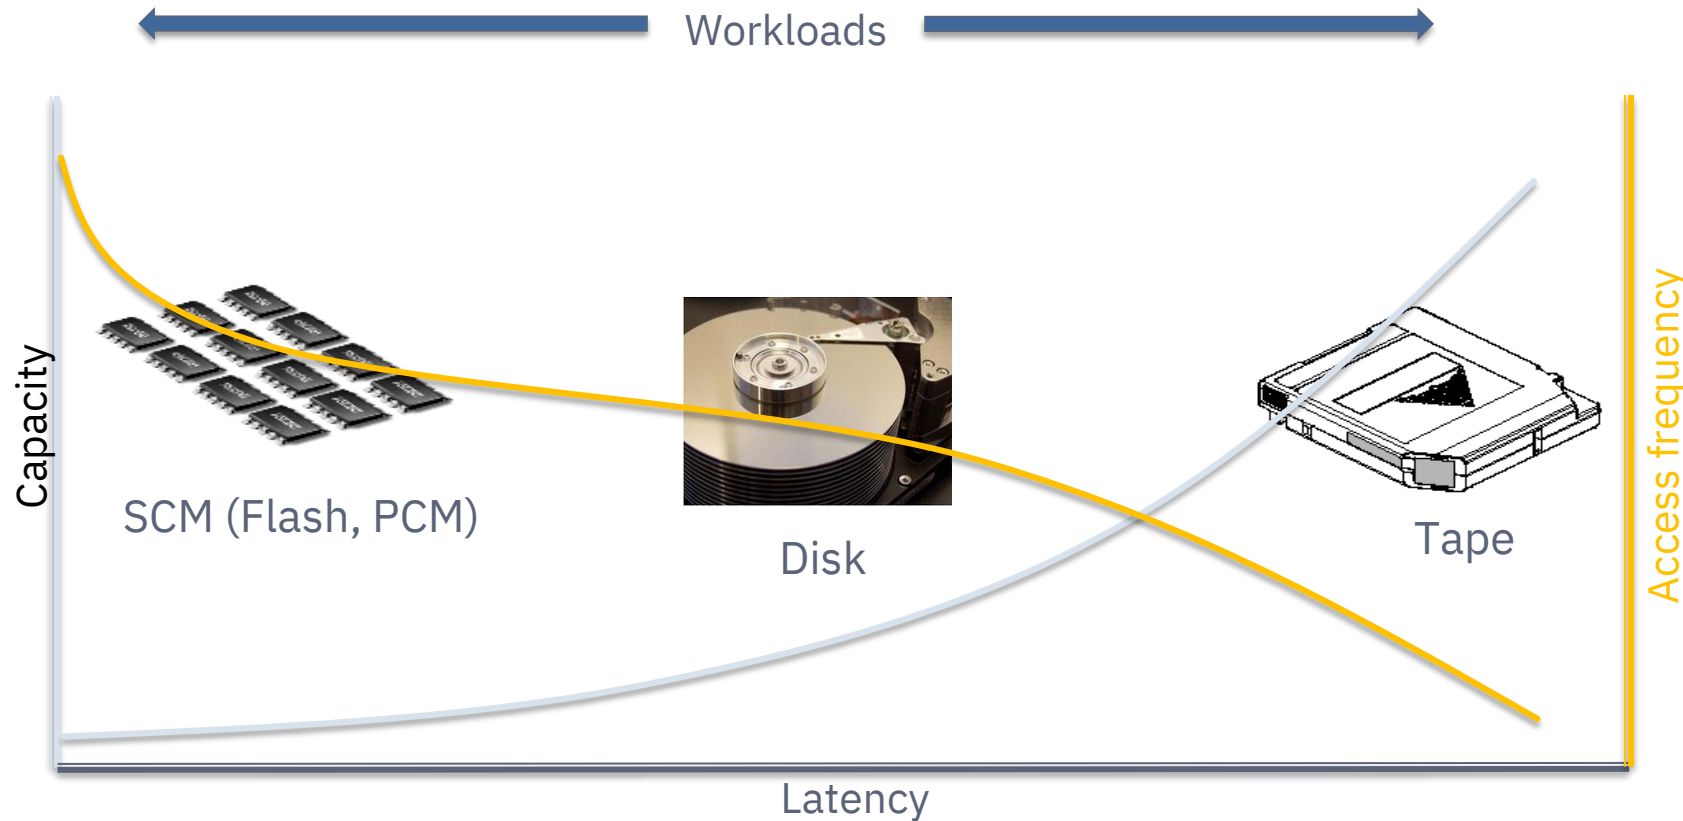 Workloads
Capacity
SCM (Flash, PCM)
Disk
Tape
Access frequency
Latency